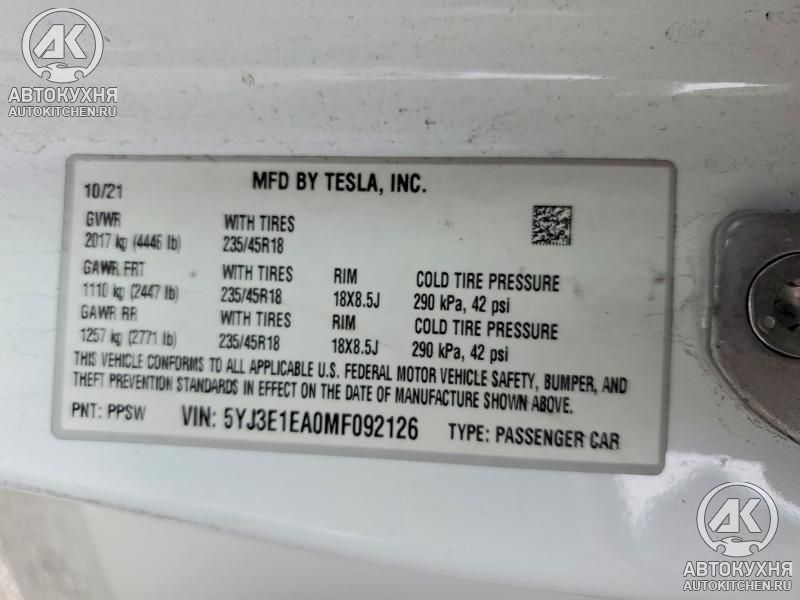 АК
АВТОКУХНЯ
AUTOKITCHEN.RU
MFD BY TESLA, INC.
10/21
GVWR WITH TIRES
2017 kg (4446 lb) 235/45R18
GAWR FRT WITH TIRES RIM COLD TIRE PRESSURE
1110 kg (2447 lb) 235/45R18 18X8.5J 290 kPa, 42 psi
GAWR RR WITH TIRES RIM COLD TIRE PRESSURE
1257 kg (2771 lb) 235/45R18 18X8.5J 290 kPa, 42 psi
THIS VEHICLE CONFORMS TO ALL APPLICABLE U.S. FEDERAL MOTOR VEHICLE SAFETY, BUMPER, AND
THEFT PREVENTION STANDARDS IN EFFECT ON THE DATE OF MANUFACTURE SHOWN ABOVE.
PNT: PPSW VIN: 5YJ3E1EA0MF092126 TYPE: PASSENGER CAR
АК
АВТОКУХНЯ
AUTOKITCHEN.RU